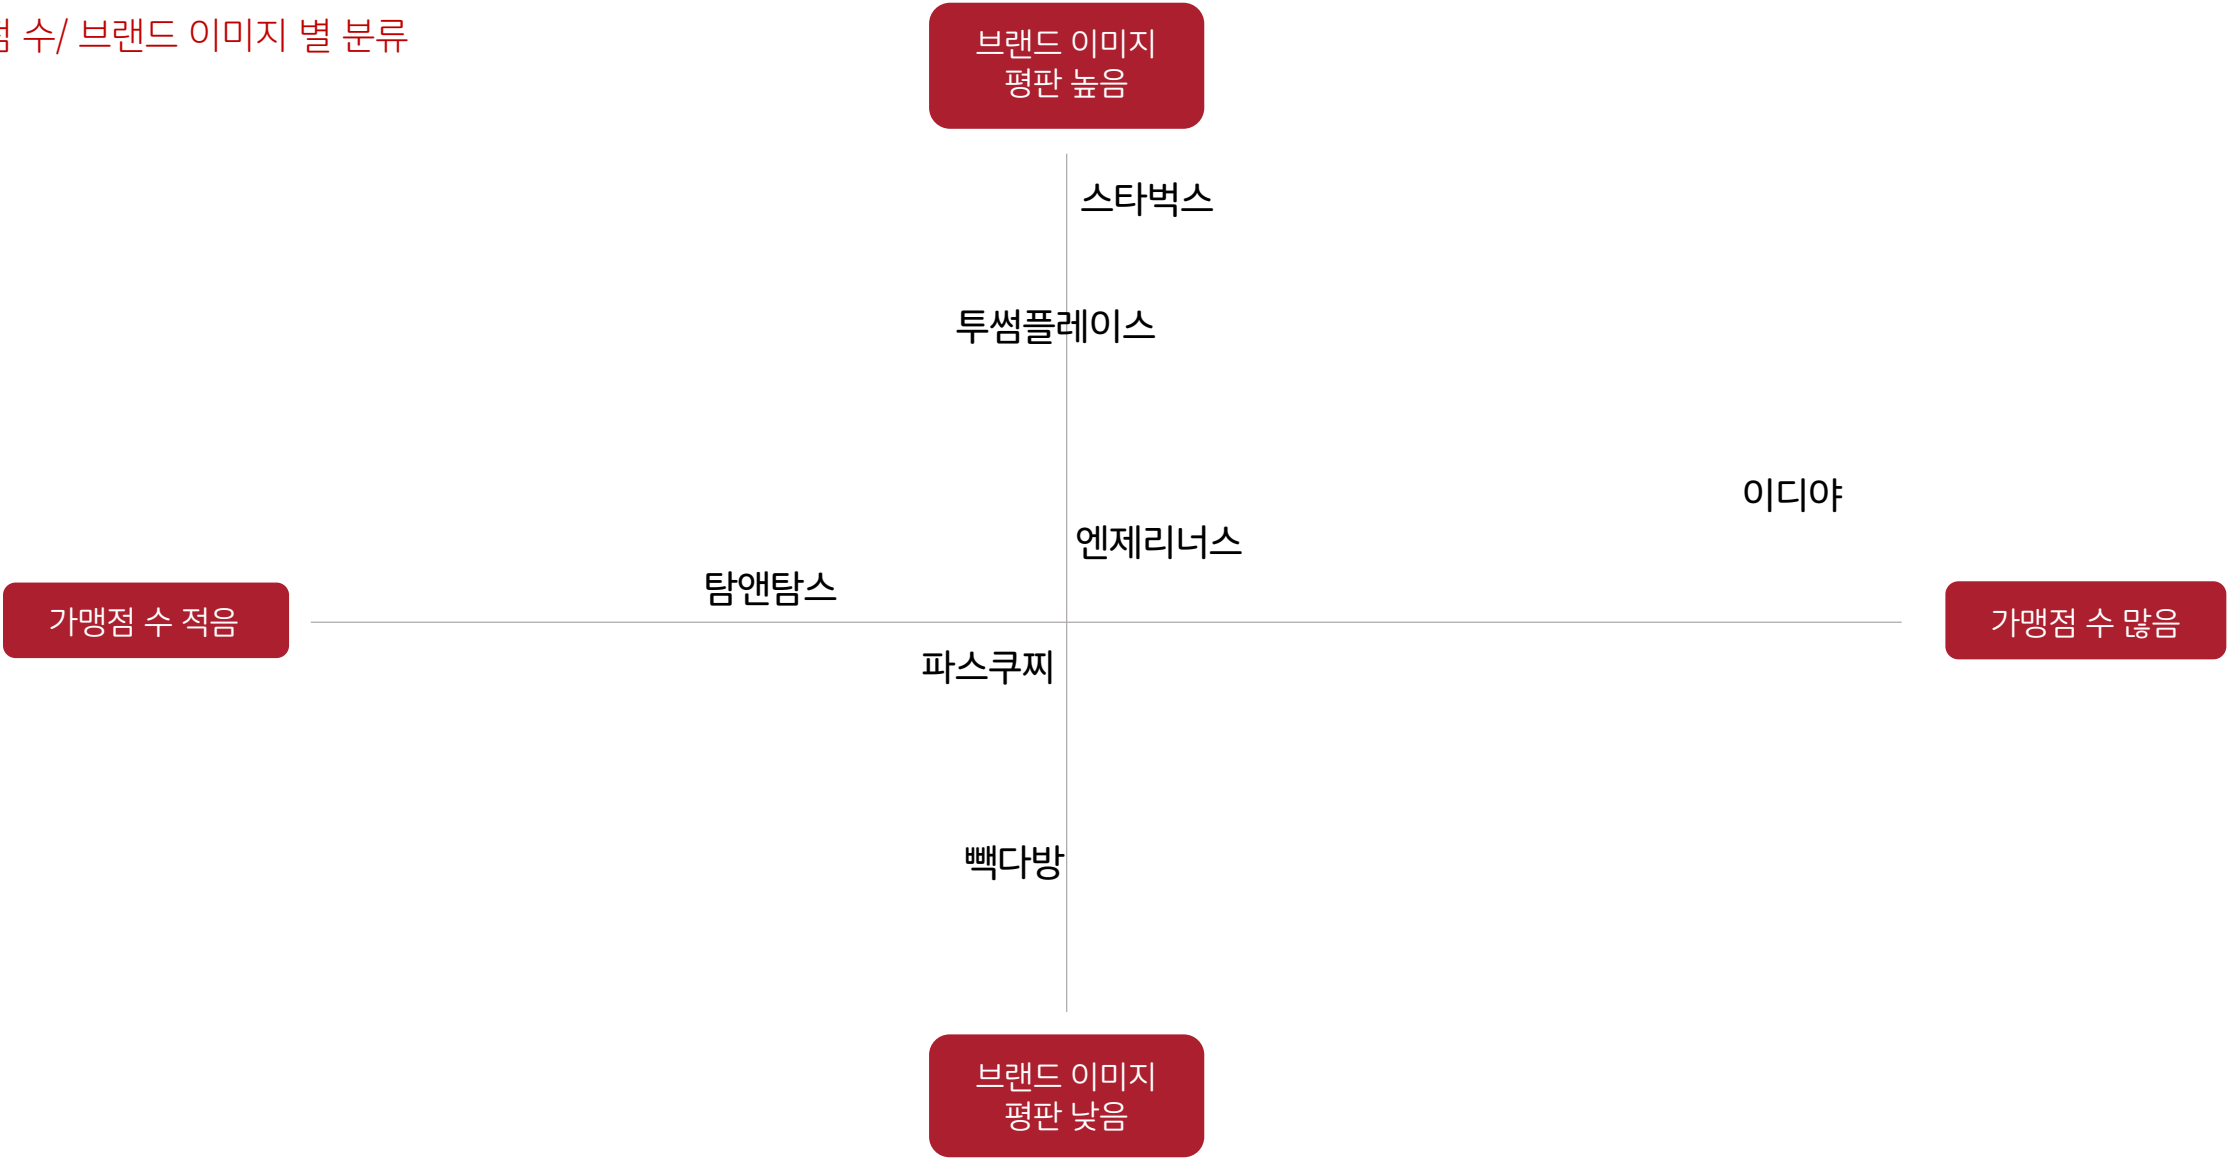 수/ 브랜드 이미지 별 분류
브랜드 이미지
평판 높음
스타벅스
투썸플레이스
이디야
엔제리너스
탐앤탐스
가맹점 수 적음
가맹점 수 많음
파스쿠찌
빽다방
브랜드 이미지
평판 낮음